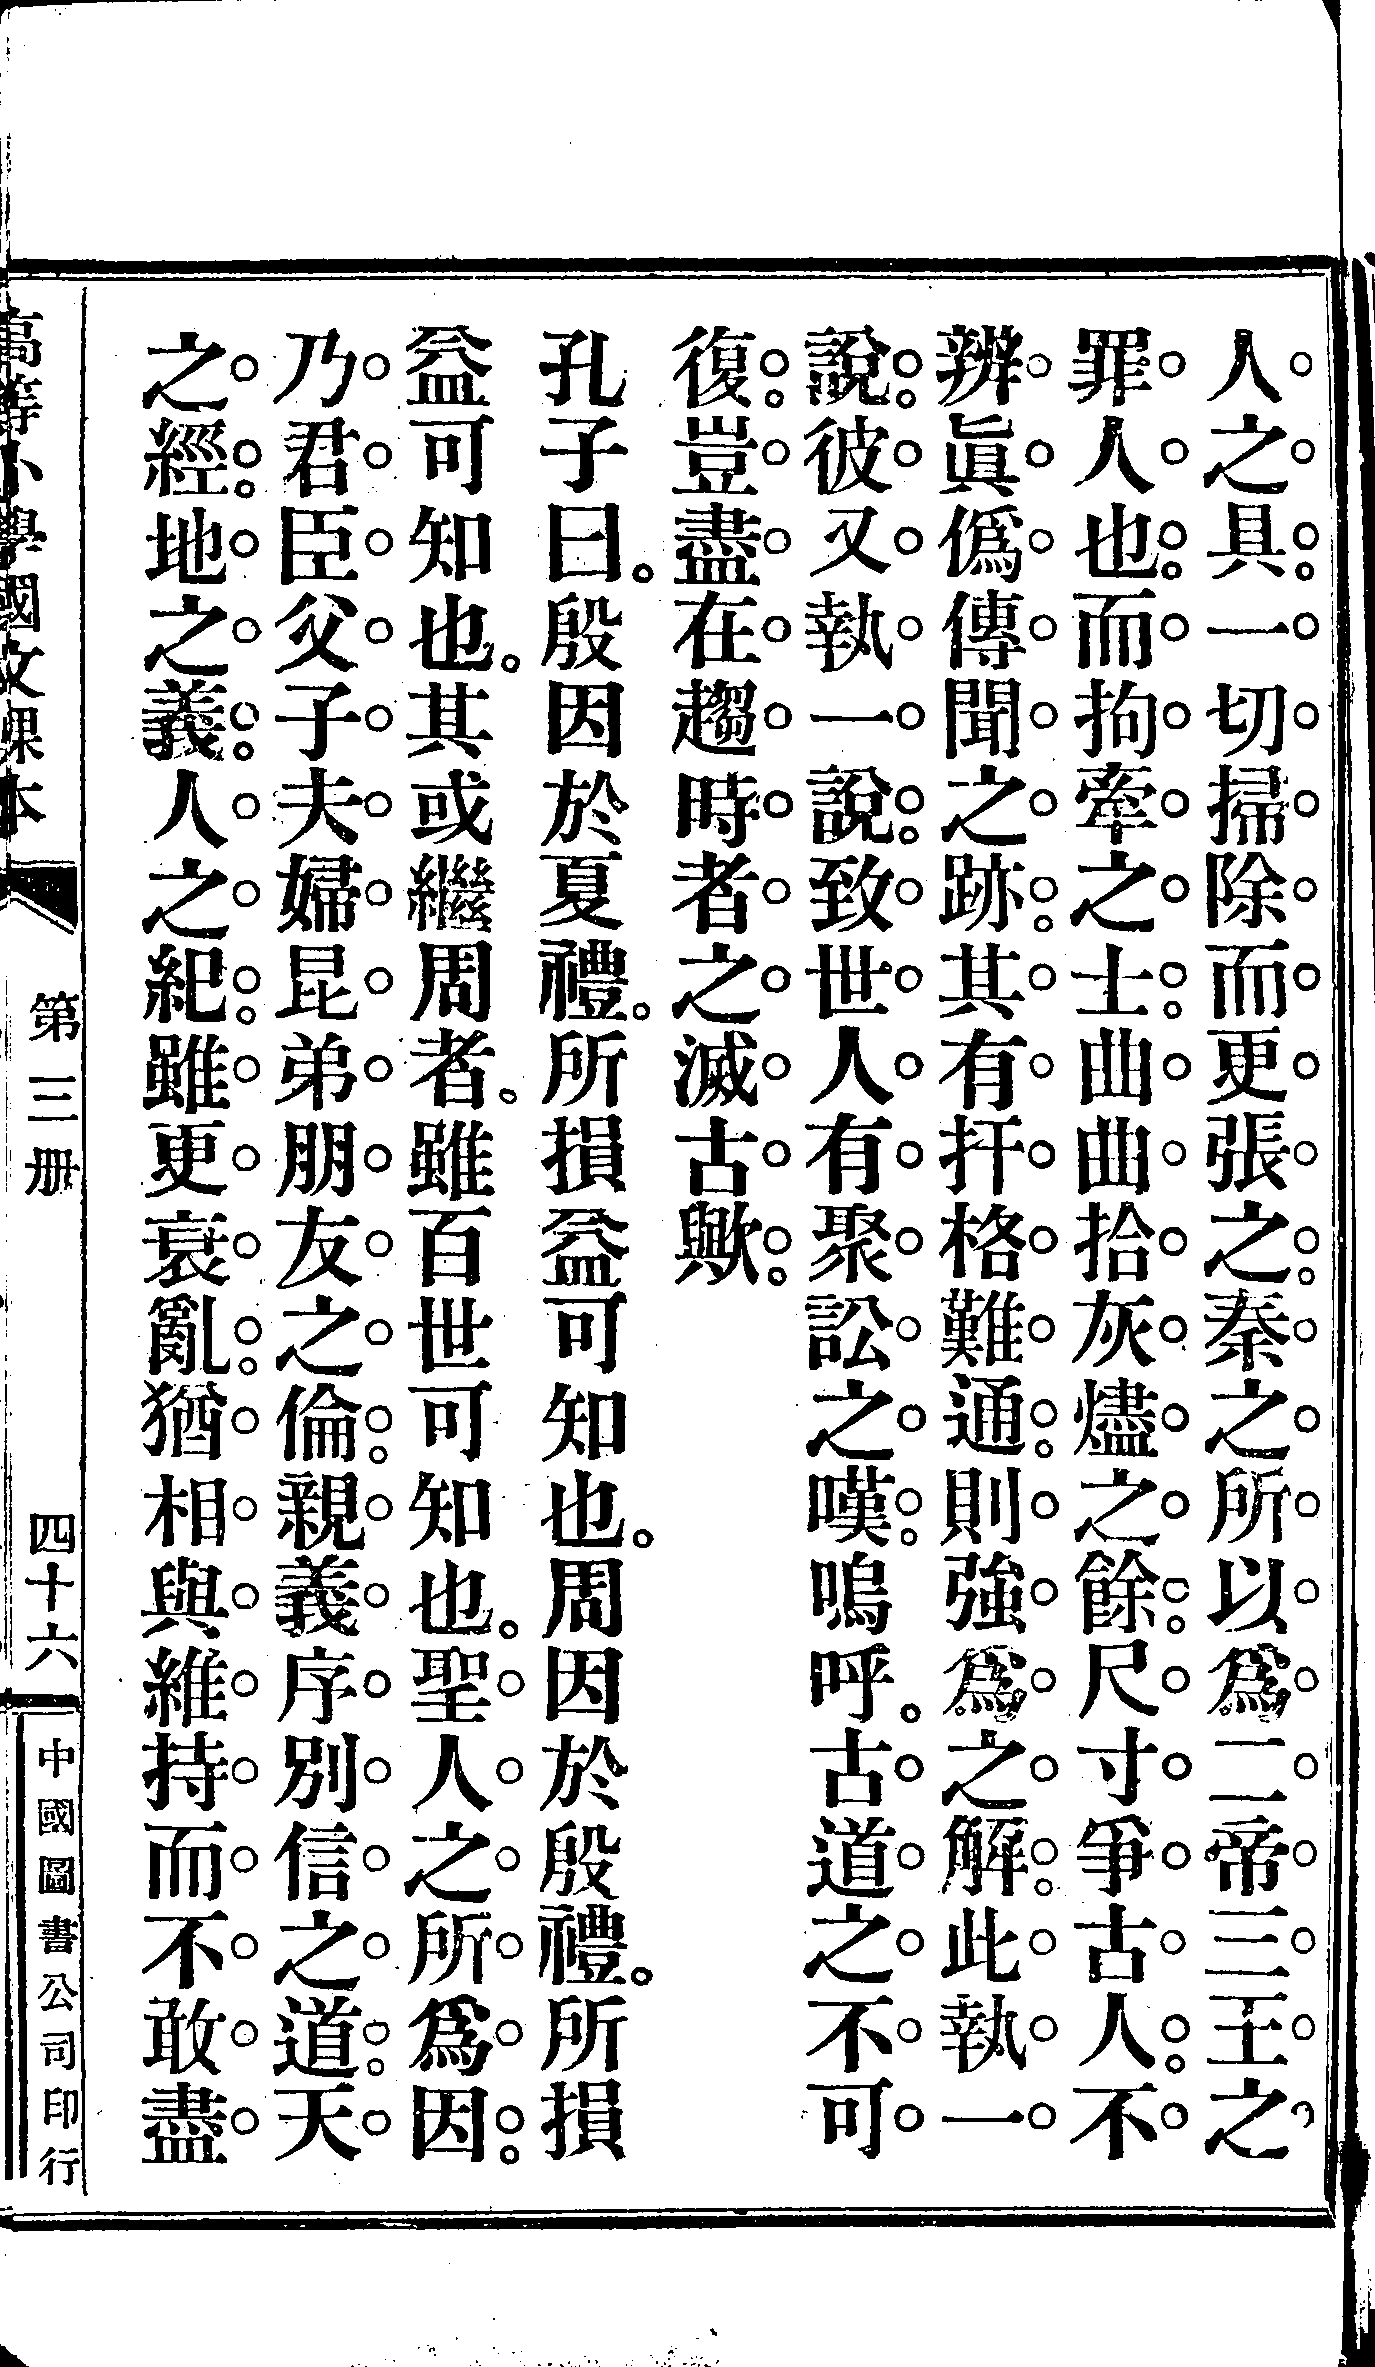 人之具。一切掃除而更張之。秦之所以爲二帝三王之
罪人也。而拘牽之士。曲曲拾灰燼之餘。尺寸爭古人。不
辨眞僞傳聞之跡。其有扞格難通。則強爲之解。此執一
說。彼又執一說。致世人有聚訟之嘆。嗚呼。古道之不可
復。豈盡在趨時者之滅古歟。
孔子曰。殷因於夏禮。所損益可知也。周因於殷禮。所損
益可知也。其或繼周者。雖百世可知也。聖人之所爲因。
乃君臣父子夫婦昆弟朋友之倫。親義序別信之道。天
之經。地之義。人之紀。雖更衰亂。猶相與維持而不敢盡
高等小學國文課本 第三册 四十六 中國圖書公司印行